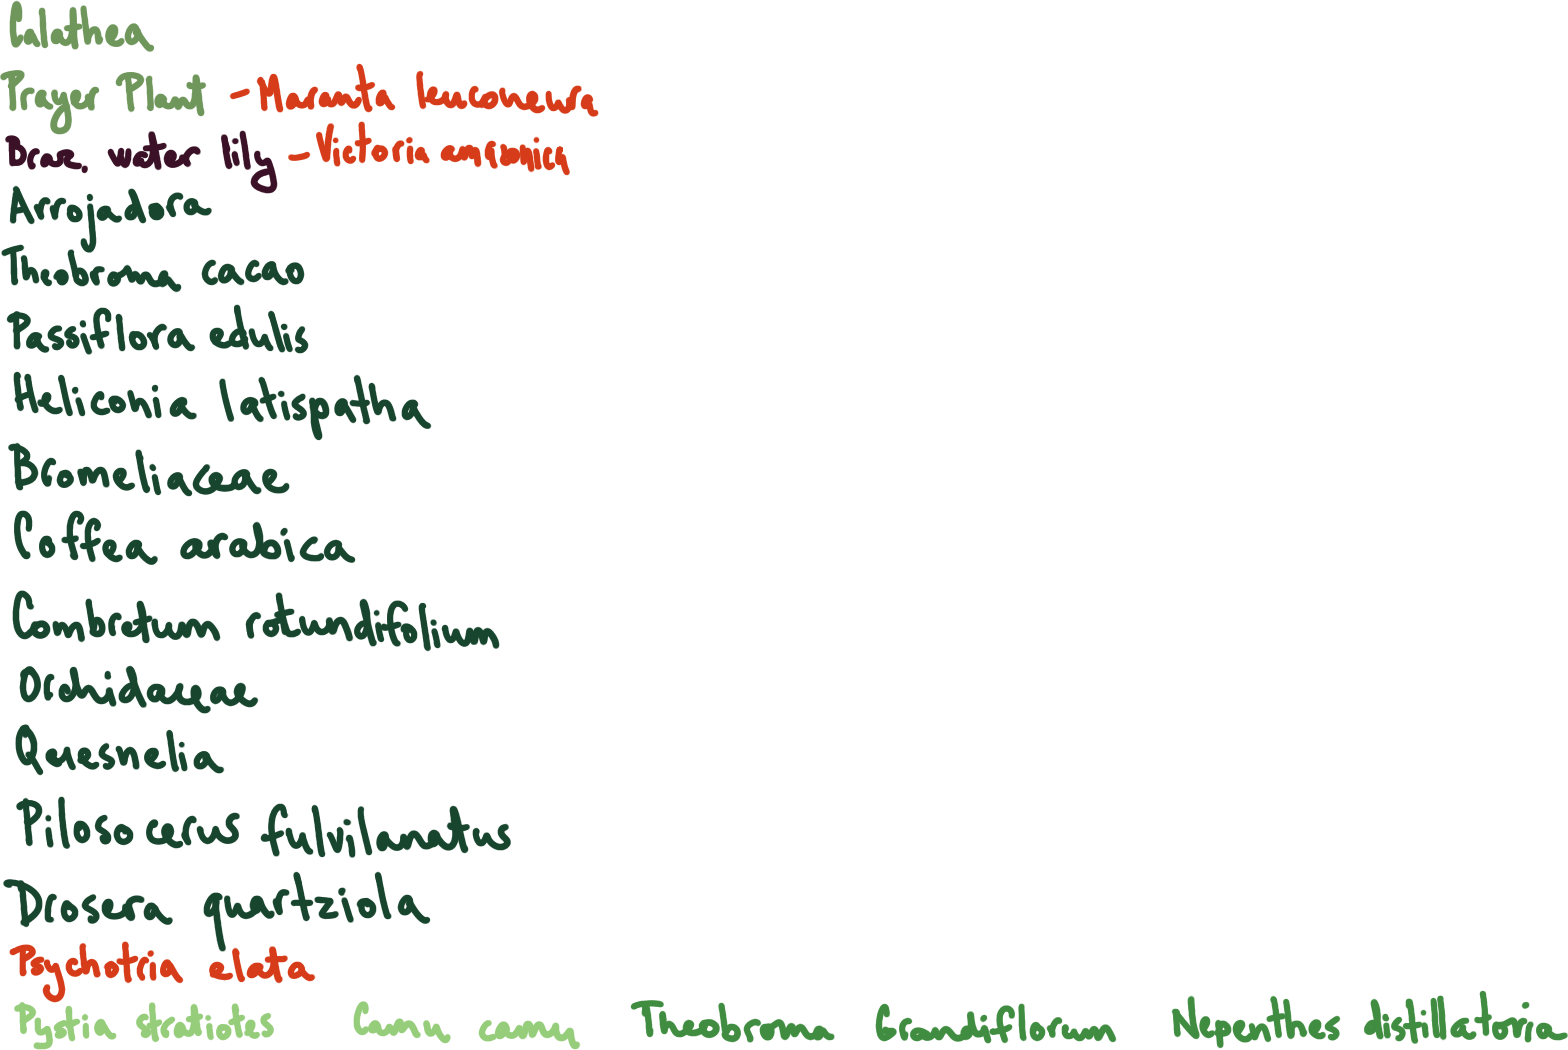 Calathea
Prayer Plant - Maranta leuconeura
Braz. water lily - Victoria amazonica
Arrojadora
Theobroma cacao
Passiflora edulis
Heliconia latispatha
Bromeliaceae
Coffea arabica
Combretum rotundifolium
Orchidaceae
Quesnelia
Pilosocerus fulvilanatus
Drosera quartziola
Psychotria elata
Pystia stratiotes Camu camu Theobroma Grandiflorum Nepenthes distillatoria